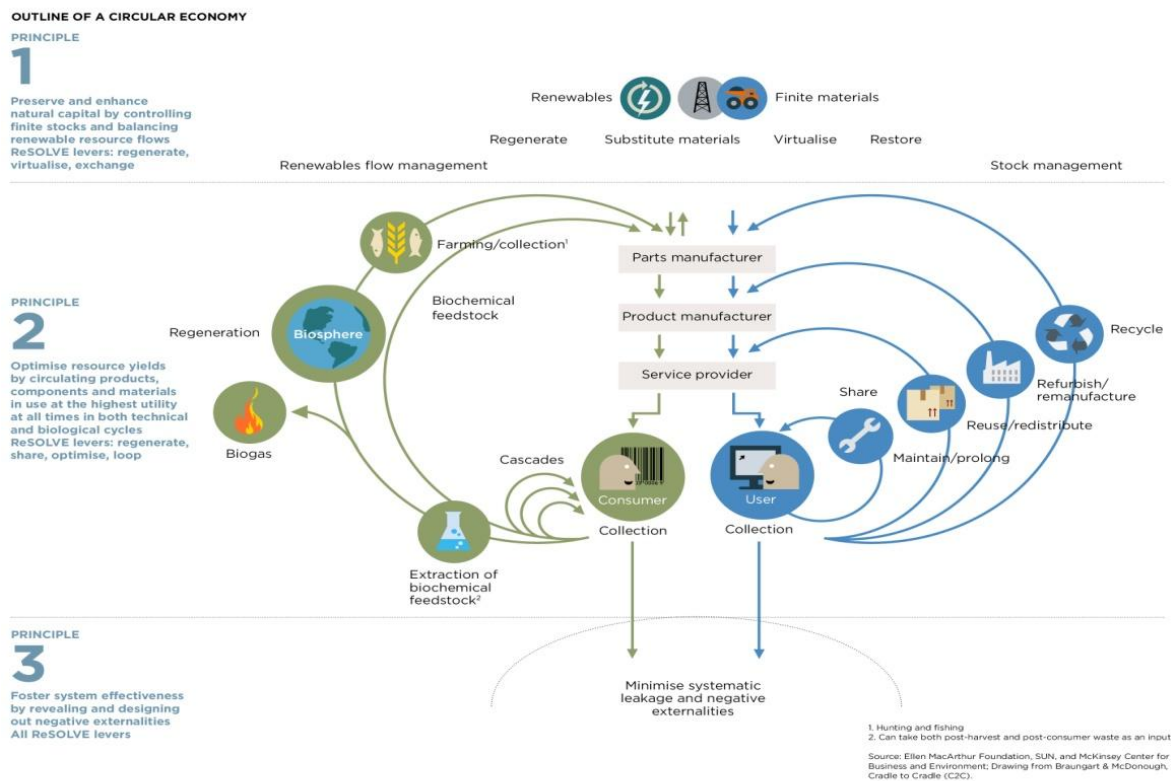 OUTLINE OF A CIRCULAR ECONOMY
PRINCIPLE
1
Preserve and enhance
natural capital by controlling
finite stocks and balancing
renewable resource flows
ReSOLVE levers: regenerate,
virtualise, exchange
Renewables
Finite materials
Regenerate
Substitute materials
Virtualise
Restore
Renewables flow management
Stock management
PRINCIPLE
2
Optimise resource yields
by circulating products,
components and materials
in use at the highest utility
at all times in both technical
and biological cycles
ReSOLVE levers: regenerate,
share, optimise, loop
Farming/collection¹
Biochemical
feedstock
Regeneration
Biosphere
Biogas
Cascades
Extraction of
biochemical
feedstock²
Parts manufacturer
Product manufacturer
Service provider
Consumer
Collection
User
Collection
Share
Maintain/prolong
Reuse/redistribute
Refurbish/
remanufacture
Recycle
PRINCIPLE
3
Foster system effectiveness
by revealing and designing
out negative externalities
All ReSOLVE levers
Minimise systematic
leakage and negative
externalities
1. Hunting and fishing
2. Can take both post-harvest and post-consumer waste as an input
Source: Ellen MacArthur Foundation, SUN, and McKinsey Center for
Business and Environment; Drawing from Braungart & McDonough,
Cradle to Cradle (C2C).